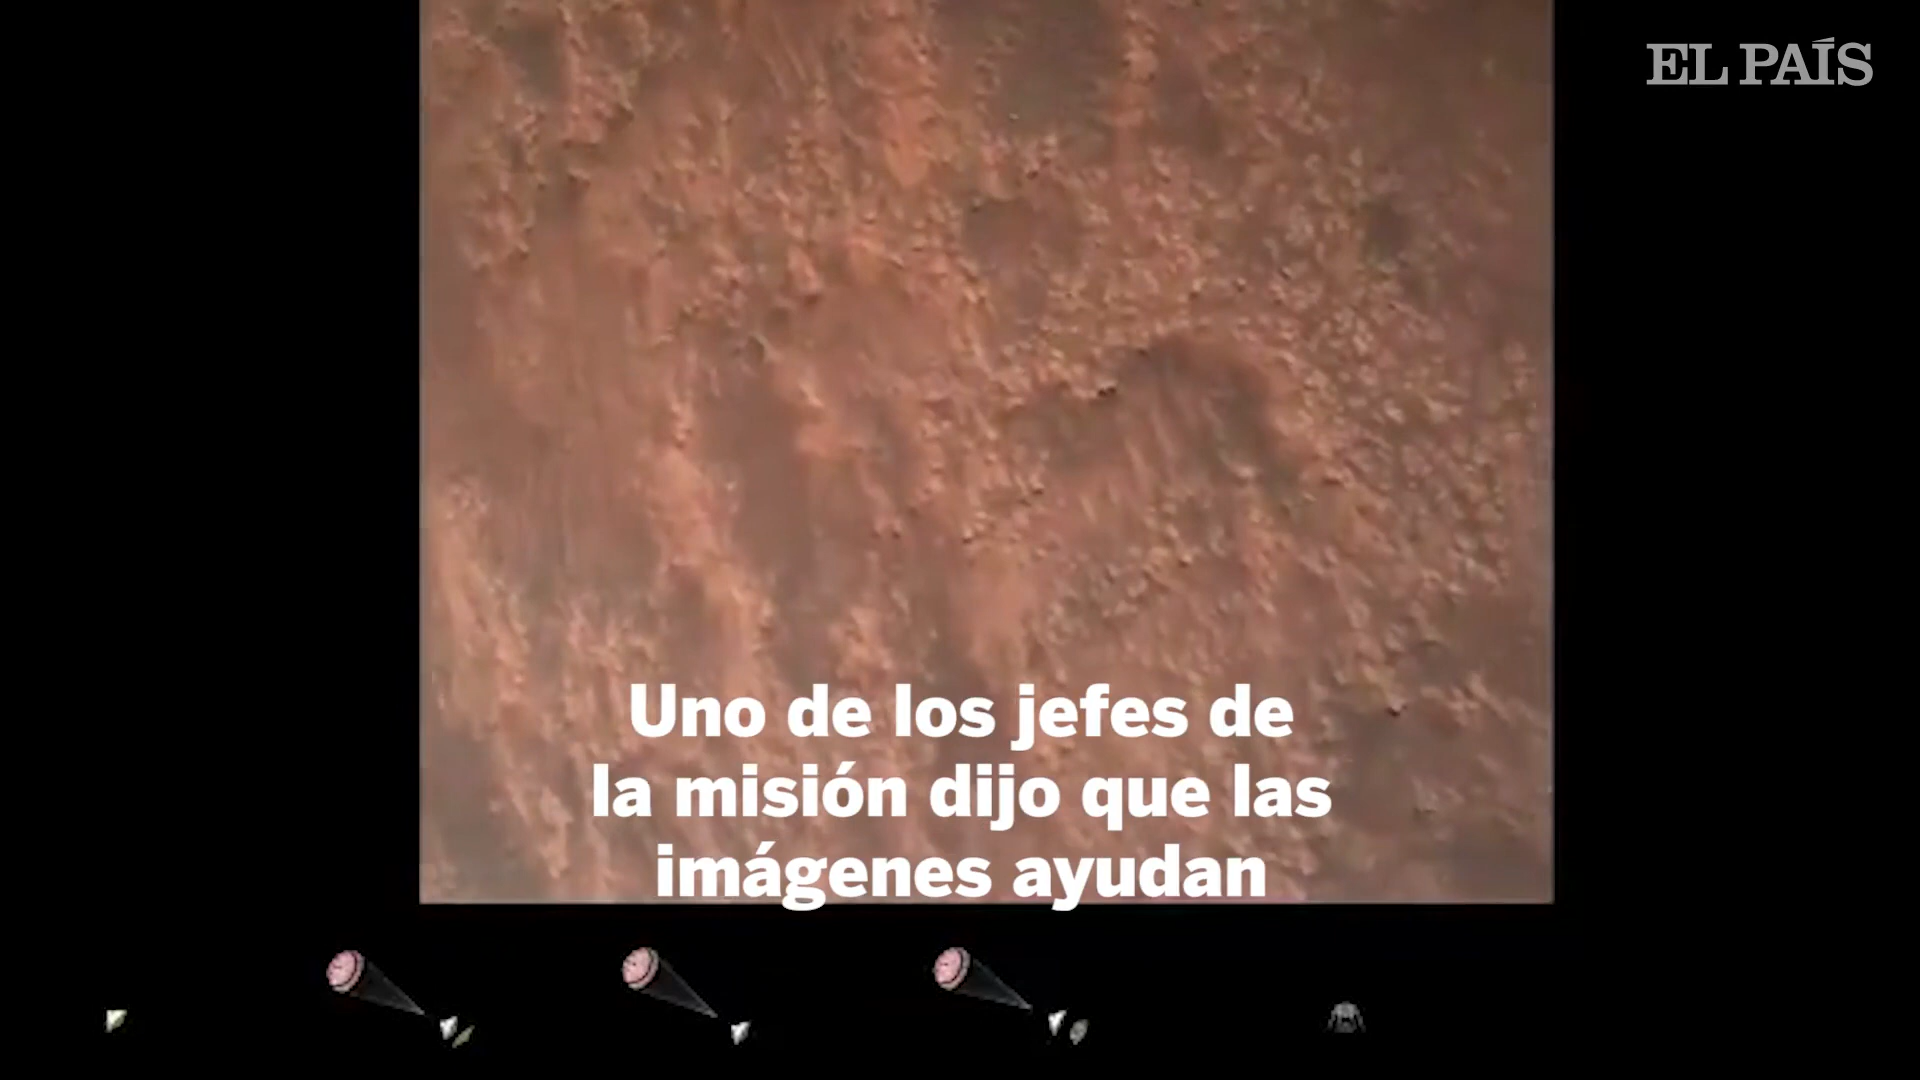 EL PAÍS
Uno de los jefes de
la misión dijo que las
imágenes ayudan